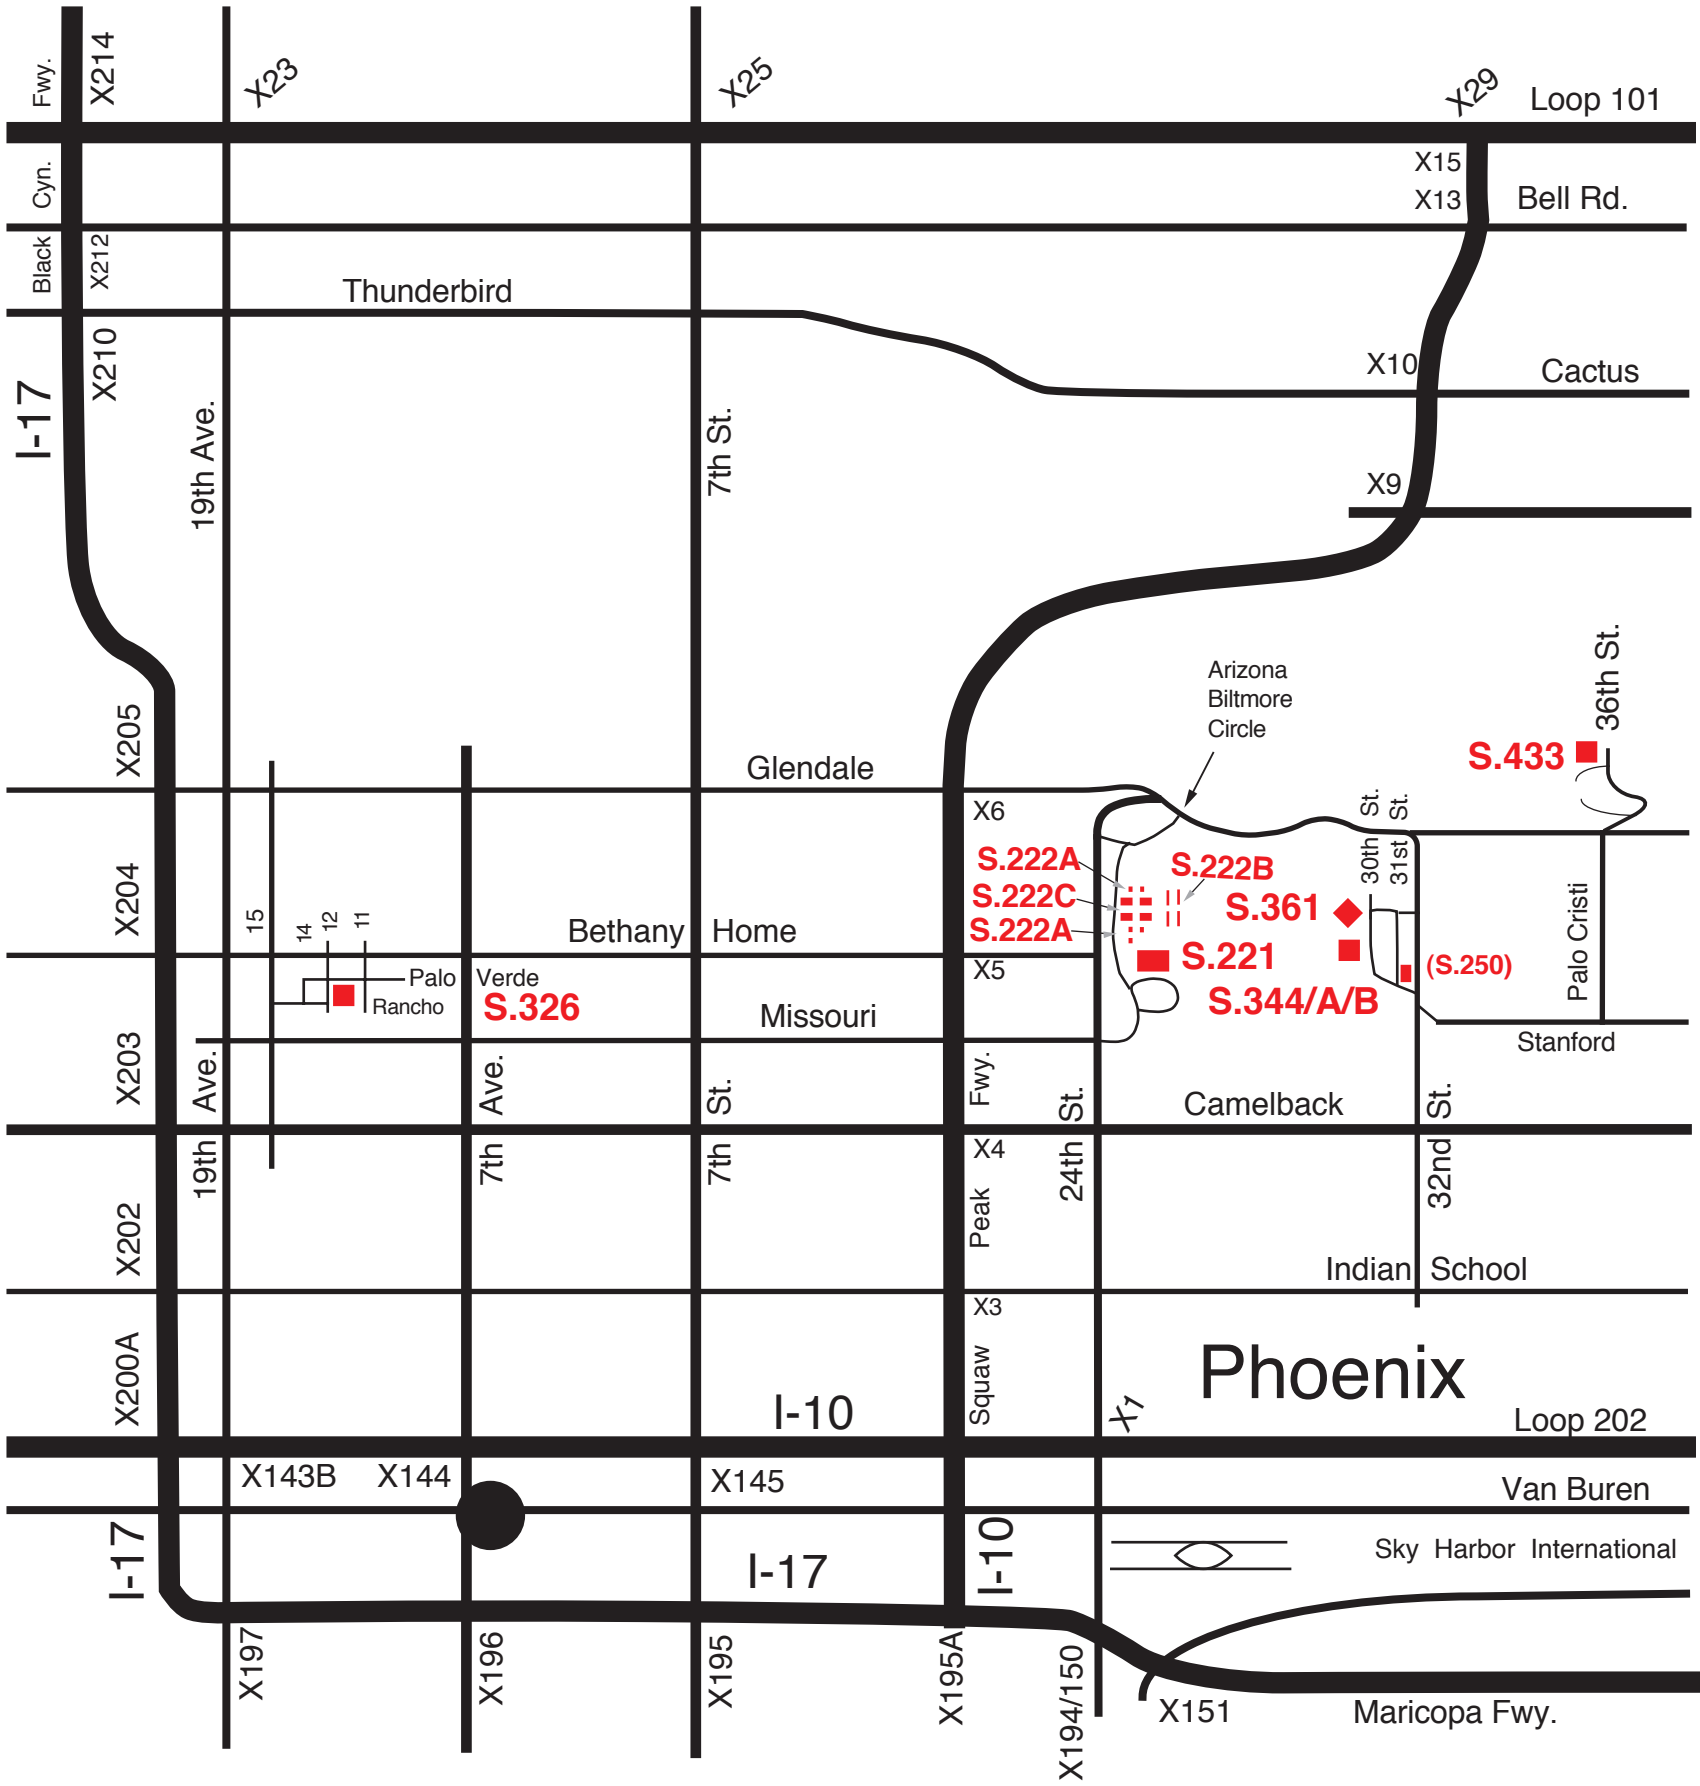 Fwy.
X214
X23
X25
X29
Loop 101
Cyn.
X15
X13
Bell Rd.
Black
X212
Thunderbird
X210
X10
Cactus
I-17
19th Ave.
7th St.
X9
Arizona
Biltmore
Circle
36th St.
S.433
X205
Glendale
X6
30th St.
31st St.
S.222A
S.222B
S.222C
S.361
S.222A
X204
15
14
12
11
Bethany Home
X5
S.221
(S.250)
Palo Cristi
Palo Verde
Rancho
S.326
S.344/A/B
Missouri
Stanford
X203
19th Ave.
7th Ave.
7th St.
Squaw Peak Fwy.
24th St.
Camelback
32nd St.
X4
X202
Indian School
X3
X200A
Phoenix
I-10
X1
Loop 202
X143B
X144
X145
Van Buren
I-17
I-17
I-10
Sky Harbor International
X197
X196
X195
X195A
X194/150
X151
Maricopa Fwy.